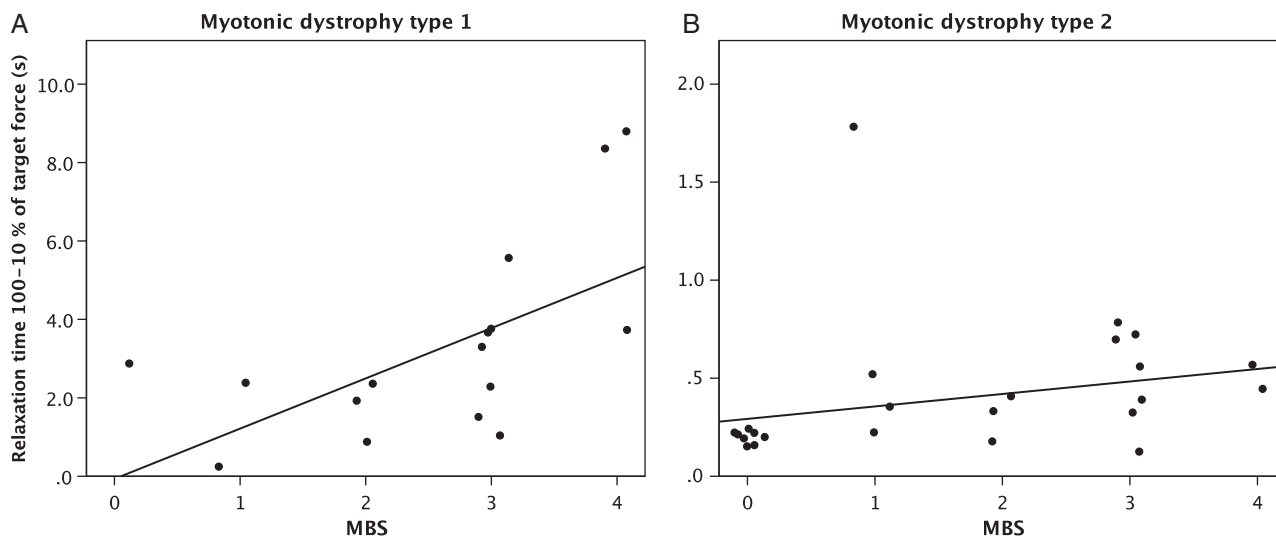 A
Myotonic dystrophy type 1
Relaxation time 100–10 % of target force (s)
10.0
8.0
6.0
4.0
2.0
.0
0 1 2 3 4
MBS
B
Myotonic dystrophy type 2
2.0
1.5
1.0
.5
.0
0 1 2 3 4
MBS